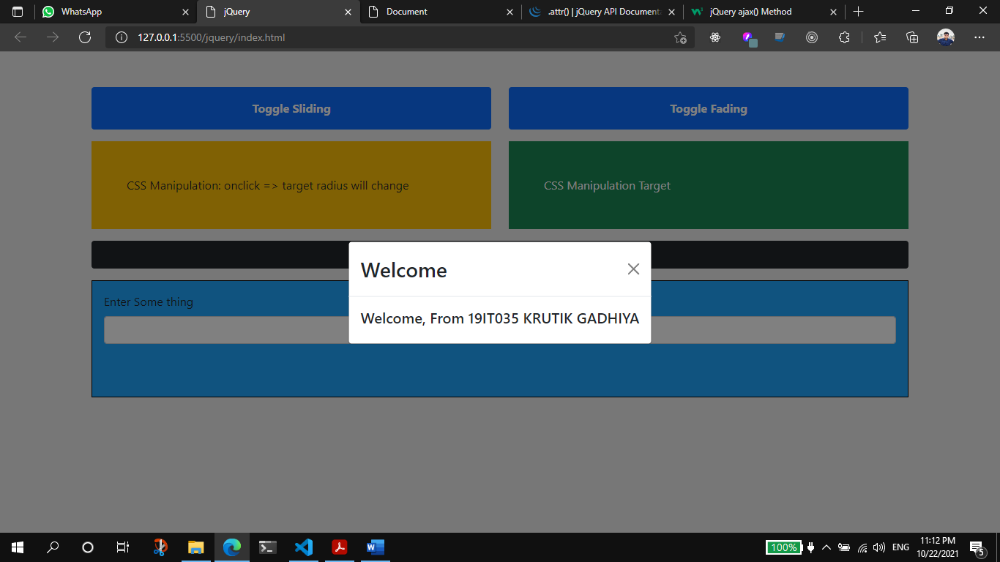 WhatsApp
jQuery
Document
.attr() | jQuery API Documenta
jQuery ajax() Method
127.0.0.1:5500/jquery/index.html
Toggle Sliding
Toggle Fading
CSS Manipulation: onclick => target radius will change
CSS Manipulation Target
Welcome
Welcome, From 19IT035 KRUTIK GADHIYA
Enter Some thing
100%
ENG
11:12 PM
10/22/2021
5